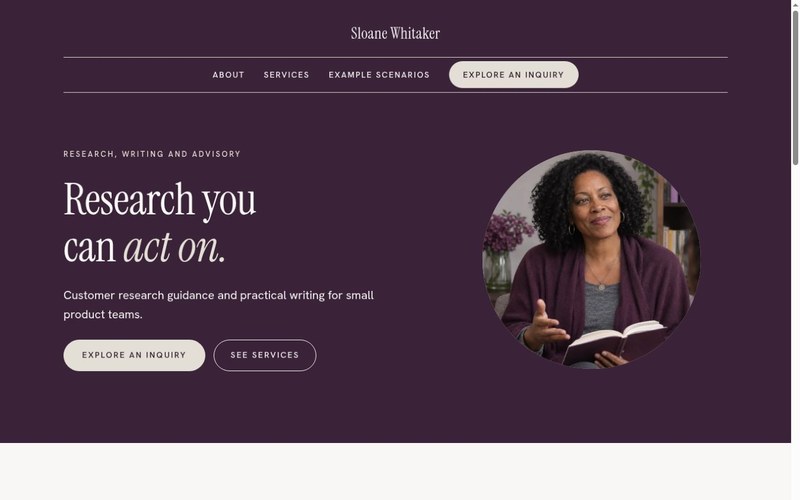 Sloane Whitaker
ABOUT SERVICES EXAMPLE SCENARIOS EXPLORE AN INQUIRY
RESEARCH, WRITING AND ADVISORY
Research you
can act on.
Customer research guidance and practical writing for small
product teams.
EXPLORE AN INQUIRY SEE SERVICES